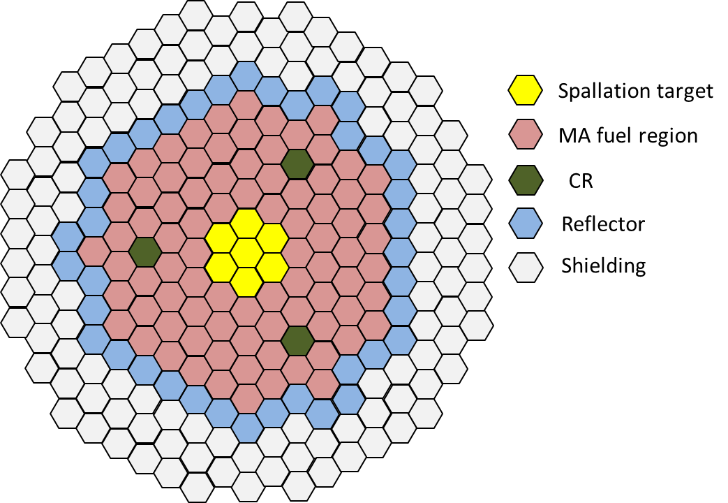 Spallation target
MA fuel region
CR
Reflector
Shielding